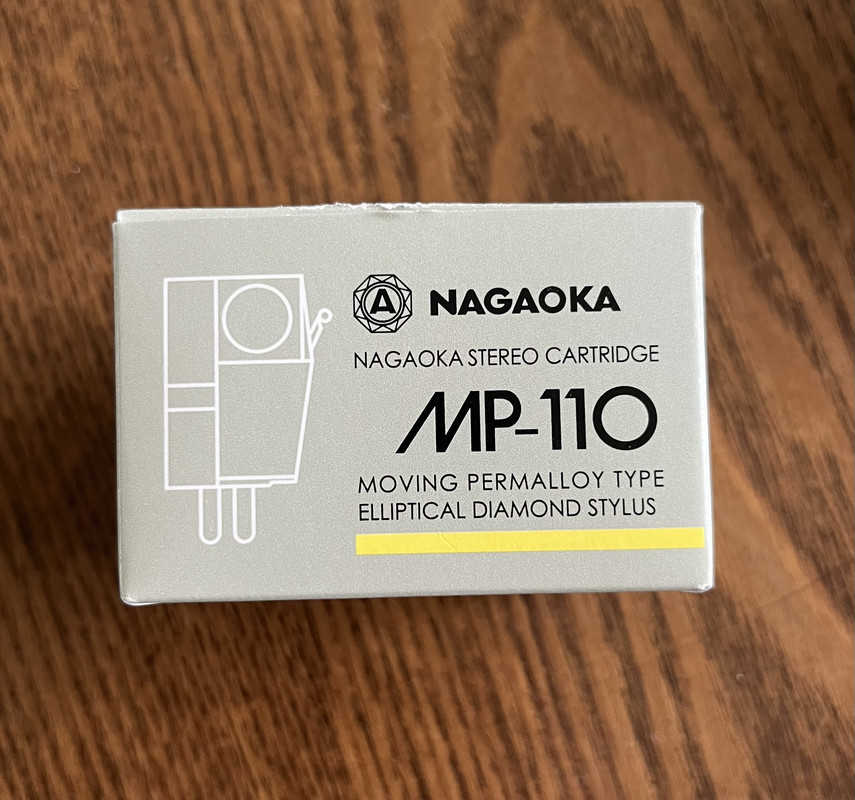 A NAGAOKA
NAGAOKA STEREO CARTRIDGE
MP-110
MOVING PERMALLOY TYPE
ELLIPTICAL DIAMOND STYLUS